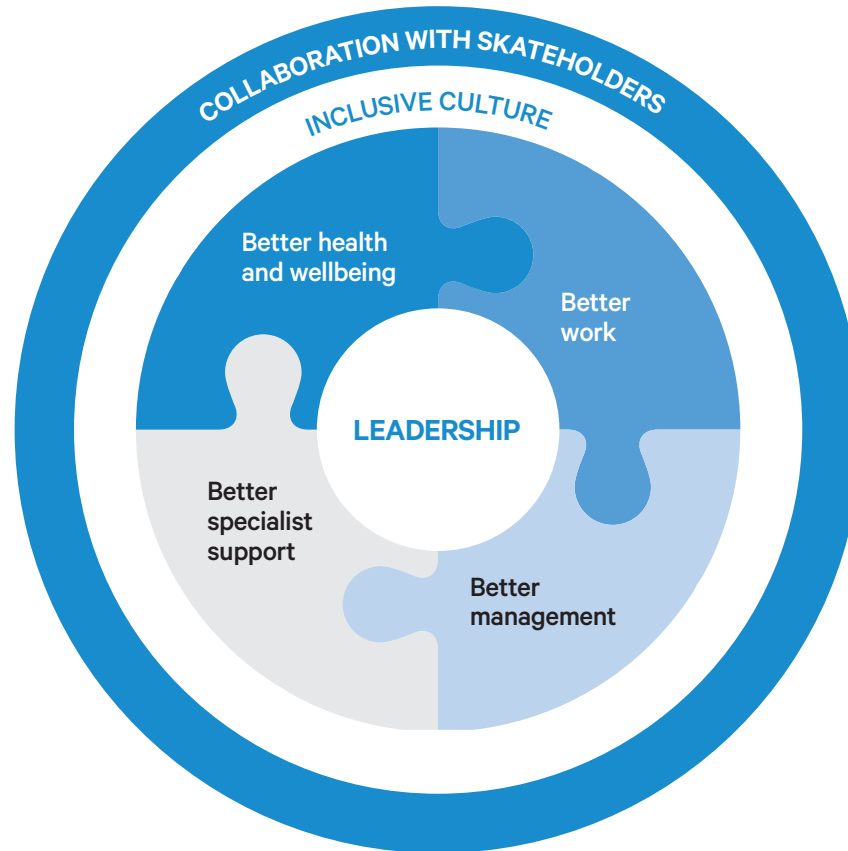 COLLABORATION WITH SKATEHOLDERS
INCLUSIVE CULTURE
Better health
and wellbeing
Better
work
LEADERSHIP
Better
specialist
support
Better
management